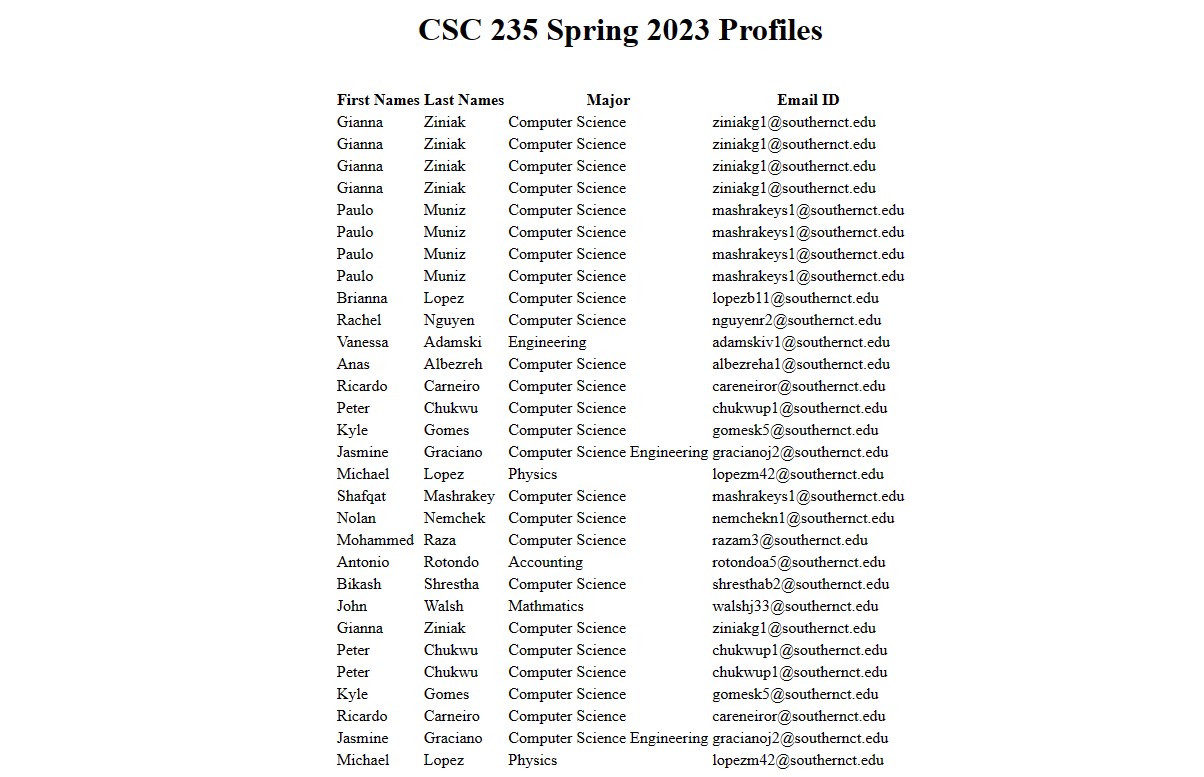 CSC 235 Spring 2023 Profiles
First Names Last Names Major Email ID
Gianna Ziniak Computer Science ziniakg1@southernct.edu
Gianna Ziniak Computer Science ziniakg1@southernct.edu
Gianna Ziniak Computer Science ziniakg1@southernct.edu
Gianna Ziniak Computer Science ziniakg1@southernct.edu
Paulo Muniz Computer Science mashrakeys1@southernct.edu
Paulo Muniz Computer Science mashrakeys1@southernct.edu
Paulo Muniz Computer Science mashrakeys1@southernct.edu
Paulo Muniz Computer Science mashrakeys1@southernct.edu
Brianna Lopez Computer Science lopezb11@southernct.edu
Rachel Nguyen Computer Science nguyenr2@southernct.edu
Vanessa Adamski Engineering adamskiv1@southernct.edu
Anas Albezreh Computer Science albezreha1@southernct.edu
Ricardo Carneiro Computer Science careneiror@southernct.edu
Peter Chukwu Computer Science chukwup1@southernct.edu
Kyle Gomes Computer Science gomesk5@southernct.edu
Jasmine Graciano Computer Science Engineering gracianoj2@southernct.edu
Michael Lopez Physics lopezm42@southernct.edu
Shafqat Mashrakey Computer Science mashrakeys1@southernct.edu
Nolan Nemchek Computer Science nemchekn1@southernct.edu
Mohammed Raza Computer Science razam3@southernct.edu
Antonio Rotondo Accounting rotondoa5@southernct.edu
Bikash Shrestha Computer Science shresthab2@southernct.edu
John Walsh Mathmatics walshj33@southernct.edu
Gianna Ziniak Computer Science ziniakg1@southernct.edu
Peter Chukwu Computer Science chukwup1@southernct.edu
Peter Chukwu Computer Science chukwup1@southernct.edu
Kyle Gomes Computer Science gomesk5@southernct.edu
Ricardo Carneiro Computer Science careneiror@southernct.edu
Jasmine Graciano Computer Science Engineering gracianoj2@southernct.edu
Michael Lopez Physics lopezm42@southernct.edu